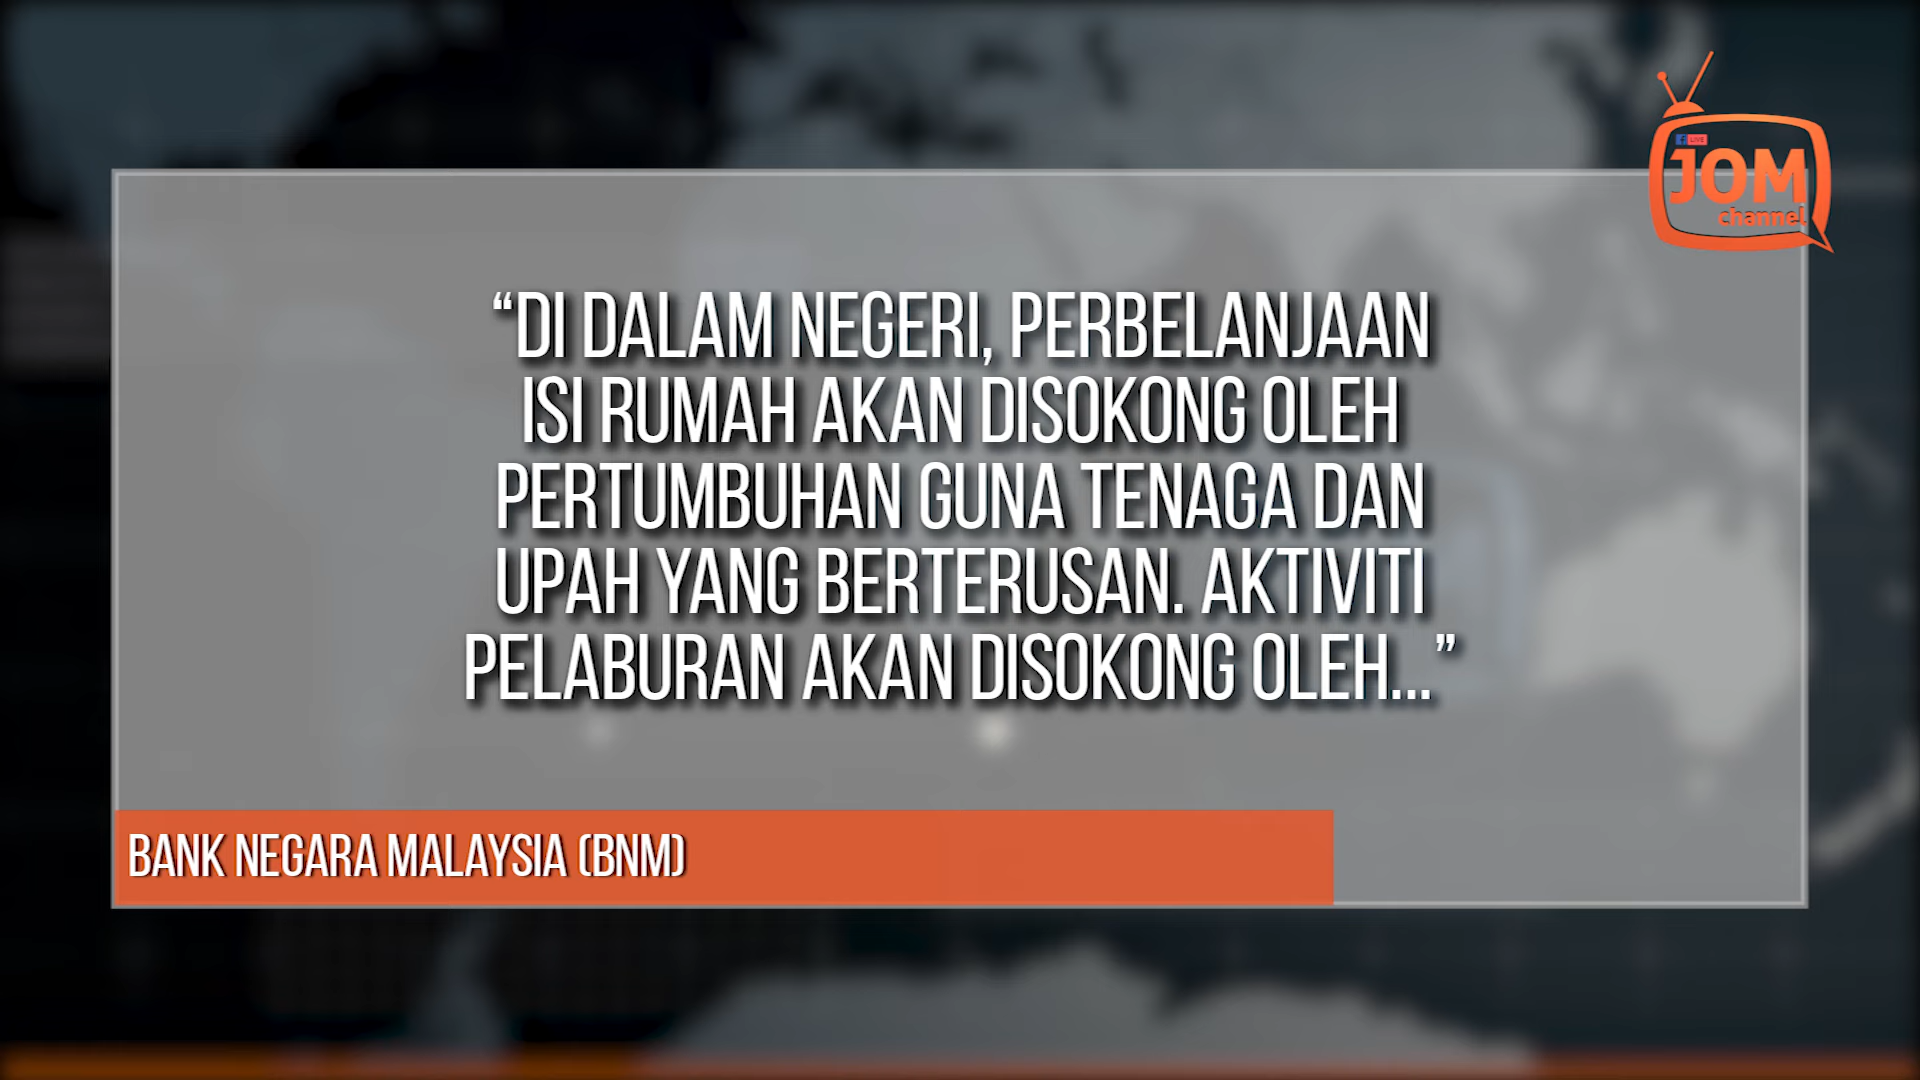 LIVE
JOM
channel
“DI DALAM NEGERI, PERBELANJAAN
ISI RUMAH AKAN DISOKONG OLEH
PERTUMBUHAN GUNA TENAGA DAN
UPAH YANG BERTERUSAN. AKTIVITI
PELABURAN AKAN DISOKONG OLEH...”
BANK NEGARA MALAYSIA (BNM)